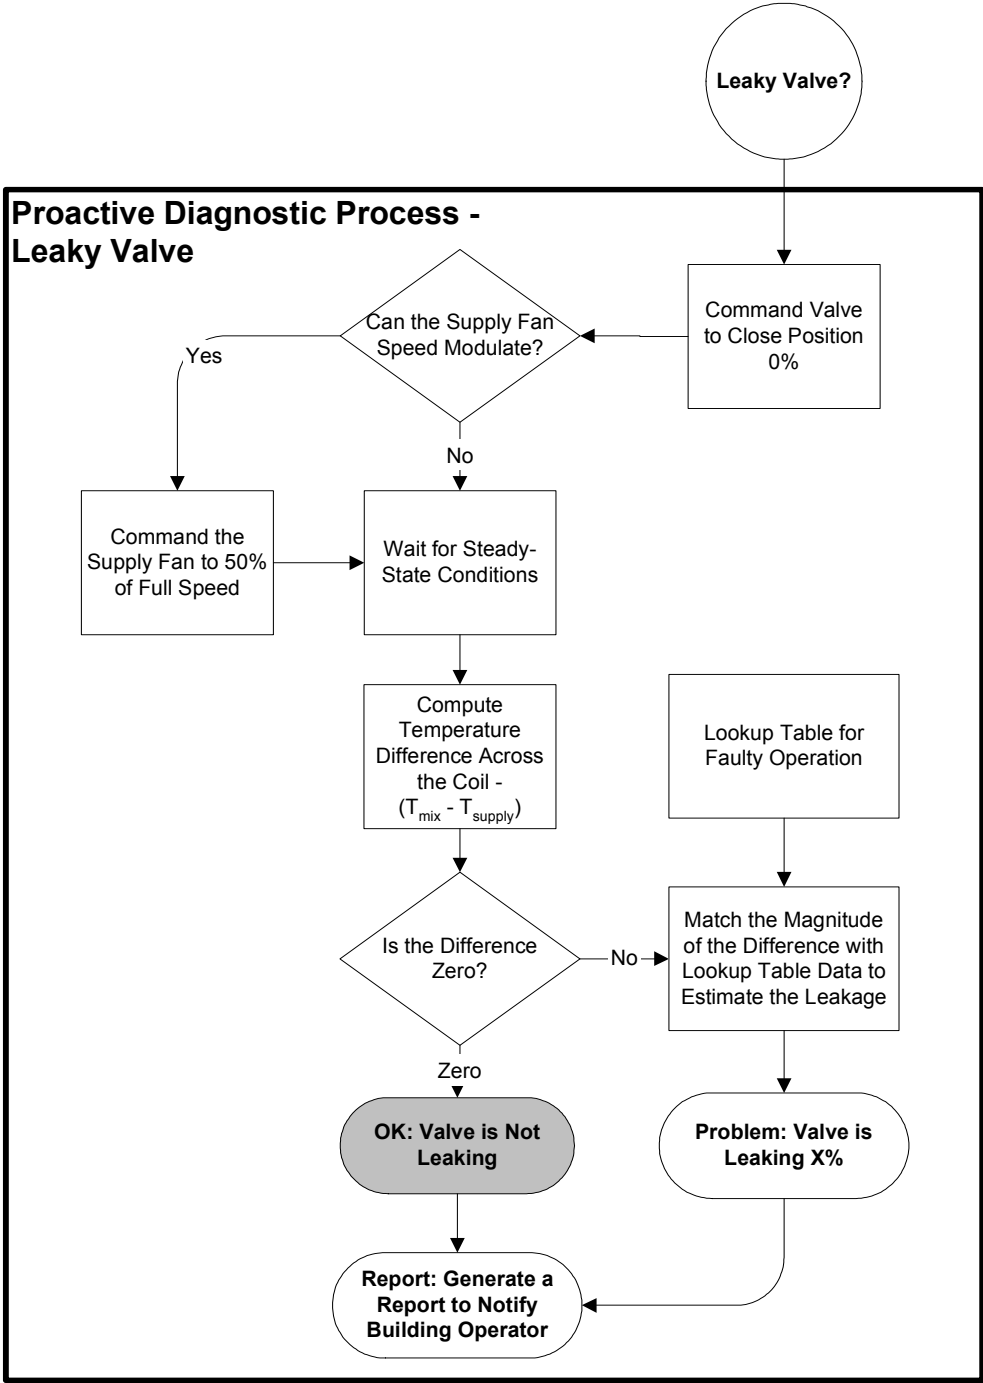 Leaky Valve?
Proactive Diagnostic Process -
Leaky Valve
Command Valve
to Close Position
0%
Can the Supply Fan
Speed Modulate?
Yes
No
Command the
Supply Fan to 50%
of Full Speed
Wait for Steady-
State Conditions
Compute
Temperature
Difference Across
the Coil -
(Tmix - Tsupply)
Lookup Table for
Faulty Operation
Is the Difference
Zero?
No
Match the Magnitude
of the Difference with
Lookup Table Data to
Estimate the Leakage
Zero
OK: Valve is Not
Leaking
Problem: Valve is
Leaking X%
Report: Generate a
Report to Notify
Building Operator